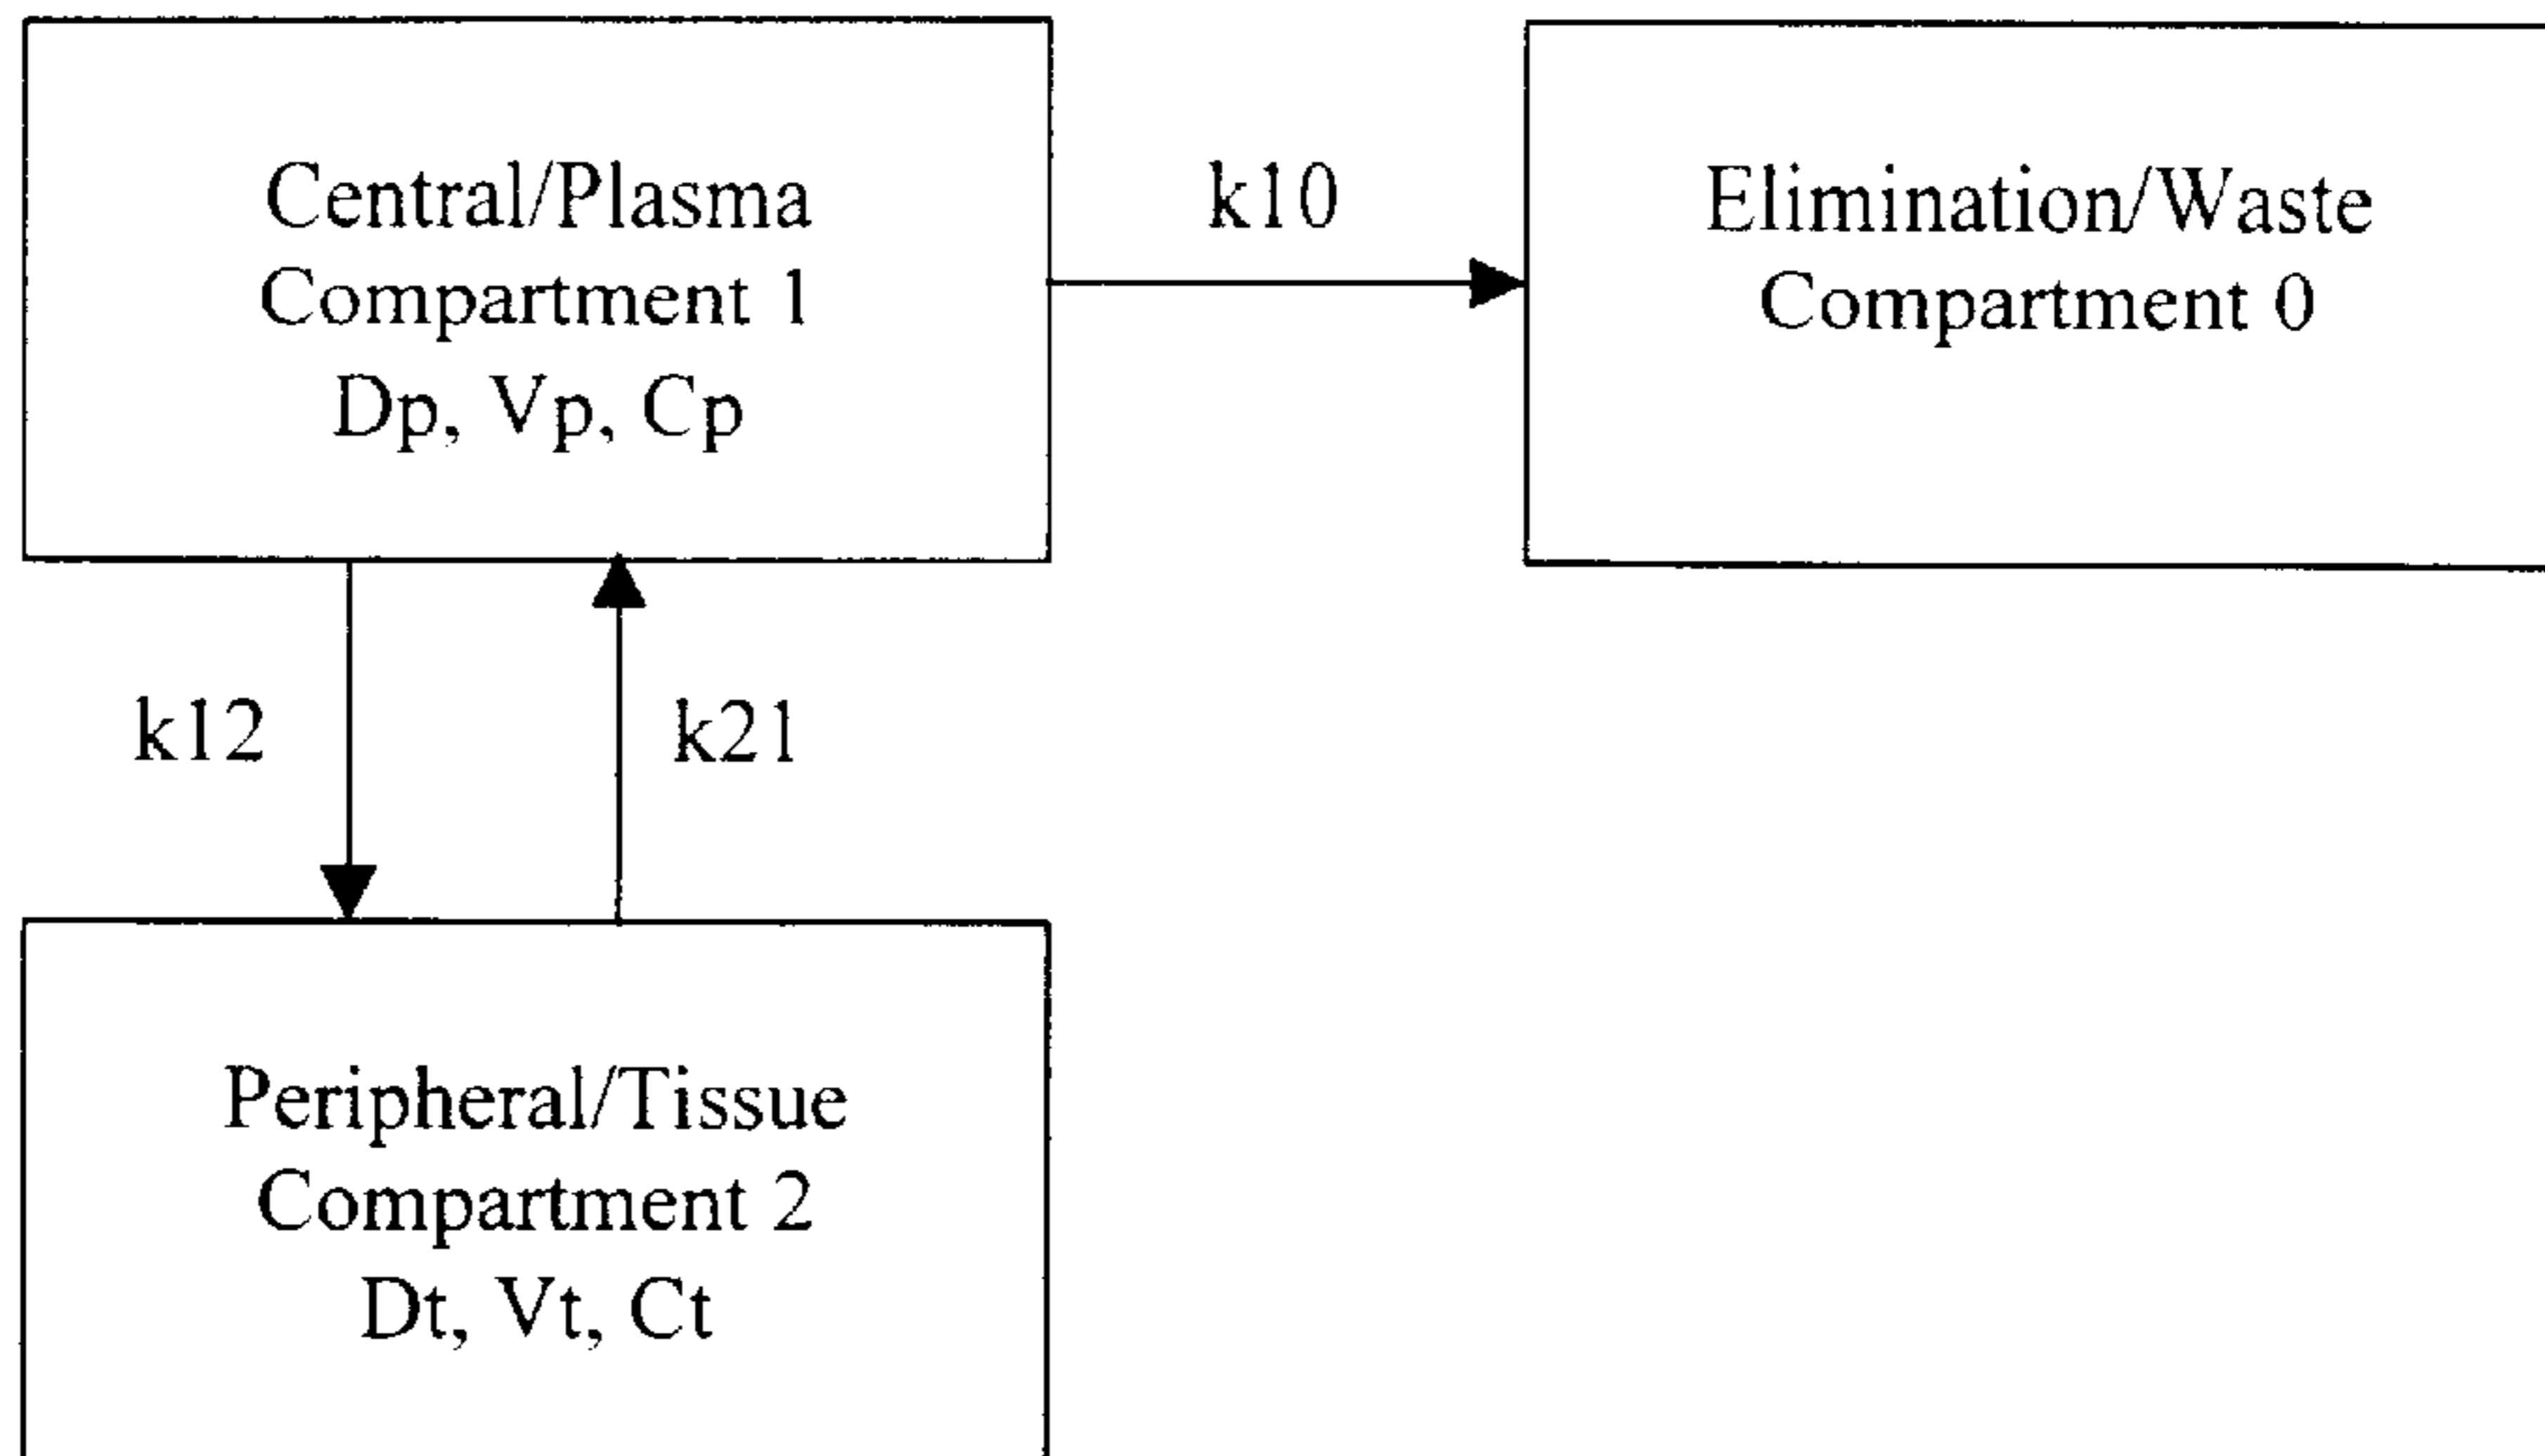 Central/Plasma
Compartment 1
Dp, Vp, Cp
k10
Elimination/Waste
Compartment 0
k12
k21
Peripheral/Tissue
Compartment 2
Dt, Vt, Ct